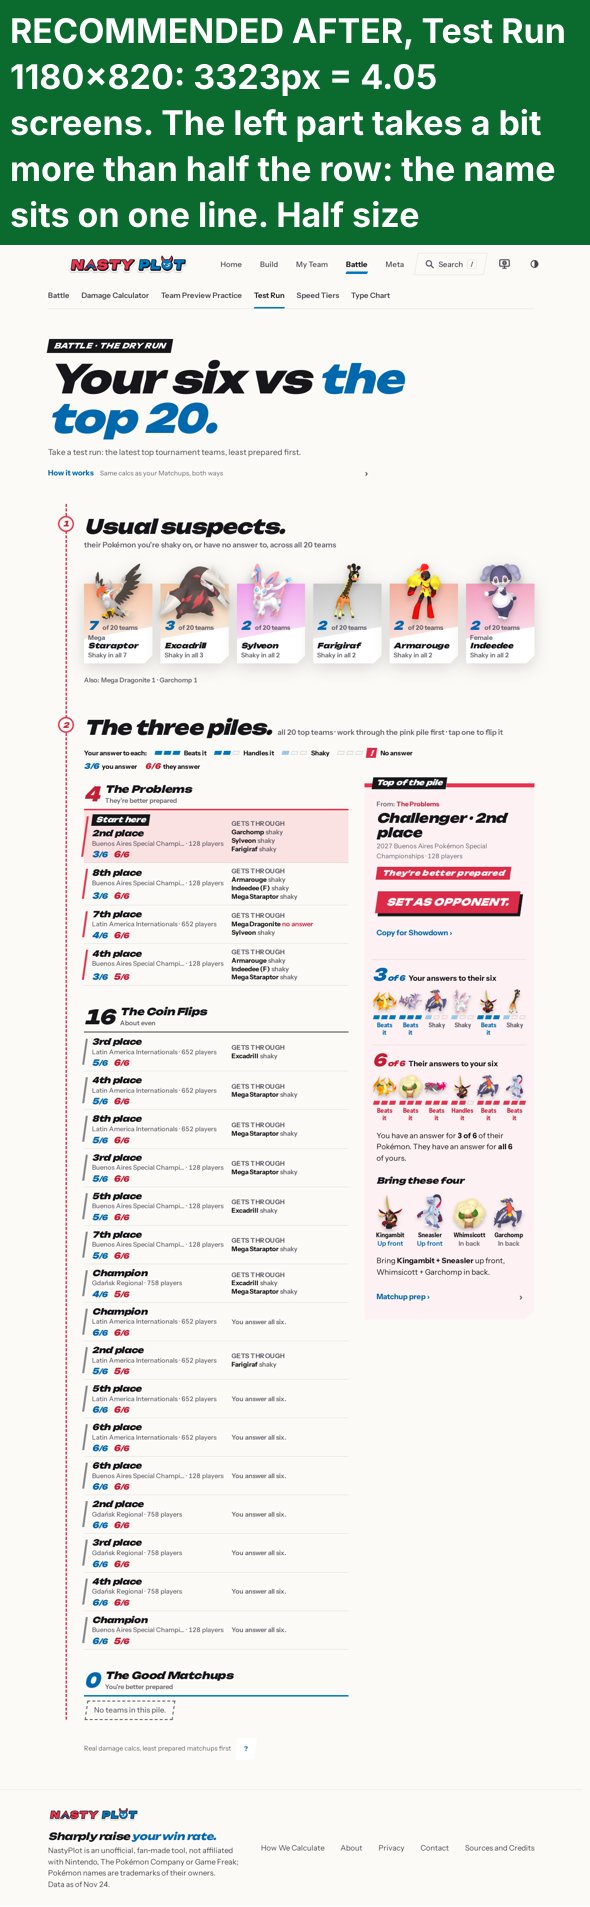 RECOMMENDED AFTER, Test Run
1180×820: 3323px = 4.05
screens. The left part takes a bit
more than half the row: the name
sits on one line. Half size
NASTY PLOT
Home Build My Team Battle Meta Search /
Battle Damage Calculator Team Preview Practice Test Run Speed Tiers Type Chart
BATTLE · THE DRY RUN
Your six vs the
top 20.
Take a test run: the latest top tournament teams, least prepared first.
How it works Same calcs as your Matchups, both ways ›
1 Usual suspects.
their Pokémon you're shaky on, or have no answer to, across all 20 teams
7 of 20 teams
Mega
Staraptor
Shaky in all 7
3 of 20 teams
Excadrill
Shaky in all 3
2 of 20 teams
Sylveon
Shaky in all 2
2 of 20 teams
Farigiraf
Shaky in all 2
2 of 20 teams
Armarouge
Shaky in all 2
2 of 20 teams
Female
Indeedee
Shaky in all 2
Also: Mega Dragonite 1 · Garchomp 1
2 The three piles. all 20 top teams · work through the pink pile first · tap one to flip it
Your answer to each: Beats it Handles it Shaky ! No answer
3/6 you answer 6/6 they answer
4 The Problems
They're better prepared
Start here
2nd place
Buenos Aires Special Champi... · 128 players
3/6 6/6
GETS THROUGH
Garchomp shaky
Sylveon shaky
Farigiraf shaky
8th place
Buenos Aires Special Champi... · 128 players
3/6 6/6
GETS THROUGH
Armarouge shaky
Indeedee (F) shaky
Mega Staraptor shaky
7th place
Latin America Internationals · 652 players
4/6 6/6
GETS THROUGH
Mega Dragonite no answer
Sylveon shaky
4th place
Buenos Aires Special Champi... · 128 players
3/6 5/6
GETS THROUGH
Armarouge shaky
Indeedee (F) shaky
Mega Staraptor shaky
16 The Coin Flips
About even
3rd place
Latin America Internationals · 652 players
5/6 6/6
GETS THROUGH
Excadrill shaky
4th place
Latin America Internationals · 652 players
5/6 6/6
GETS THROUGH
Mega Staraptor shaky
8th place
Latin America Internationals · 652 players
5/6 6/6
GETS THROUGH
Mega Staraptor shaky
3rd place
Buenos Aires Special Champi... · 128 players
5/6 6/6
GETS THROUGH
Mega Staraptor shaky
5th place
Buenos Aires Special Champi... · 128 players
5/6 6/6
GETS THROUGH
Excadrill shaky
7th place
Buenos Aires Special Champi... · 128 players
5/6 6/6
GETS THROUGH
Mega Staraptor shaky
Champion
Gdańsk Regional · 758 players
4/6 5/6
GETS THROUGH
Excadrill shaky
Mega Staraptor shaky
Champion
Latin America Internationals · 652 players
6/6 6/6
You answer all six.
2nd place
Latin America Internationals · 652 players
5/6 5/6
GETS THROUGH
Farigiraf shaky
5th place
Latin America Internationals · 652 players
6/6 6/6
You answer all six.
6th place
Latin America Internationals · 652 players
6/6 6/6
You answer all six.
6th place
Buenos Aires Special Champi... · 128 players
6/6 6/6
You answer all six.
2nd place
Gdańsk Regional · 758 players
6/6 6/6
You answer all six.
3rd place
Gdańsk Regional · 758 players
6/6 6/6
You answer all six.
4th place
Gdańsk Regional · 758 players
6/6 6/6
You answer all six.
Champion
Buenos Aires Special Champi... · 128 players
6/6 5/6
You answer all six.
0 The Good Matchups
You're better prepared
No teams in this pile.
Real damage calcs, least prepared matchups first ?
Top of the pile
From: The Problems
Challenger · 2nd
place
2027 Buenos Aires Pokémon Special
Championships · 128 players
They're better prepared
SET AS OPPONENT.
Copy for Showdown ›
3 of 6 Your answers to their six
Beats it Beats it Shaky Shaky Beats it Shaky
6 of 6 Their answers to your six
Beats it Beats it Beats it Handles it Beats it Beats it
You have an answer for 3 of 6 of their
Pokémon. They have an answer for all 6
of yours.
Bring these four
Kingambit Sneasler Whimsicott Garchomp
Up front Up front In back In back
Bring Kingambit + Sneasler up front,
Whimsicott + Garchomp in back.
Matchup prep › ›
NASTY PLOT
Sharply raise your win rate.
NastyPlot is an unofficial, fan-made tool, not affiliated
with Nintendo, The Pokémon Company or Game Freak;
Pokémon names are trademarks of their owners.
Data as of Nov 24.
How We Calculate About Privacy Contact Sources and Credits